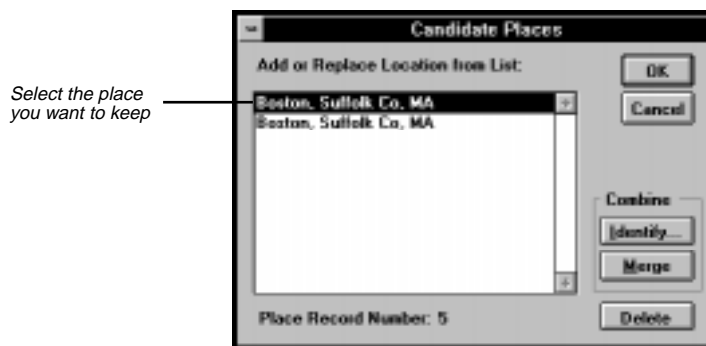 Candidate Places
Add or Replace Location from List:
OK
Select the place
you want to keep
Boston, Suffolk Co, MA
Cancel
Boston, Suffolk Co, MA
Combine
Identify...
Merge
Place Record Number: 5
Delete